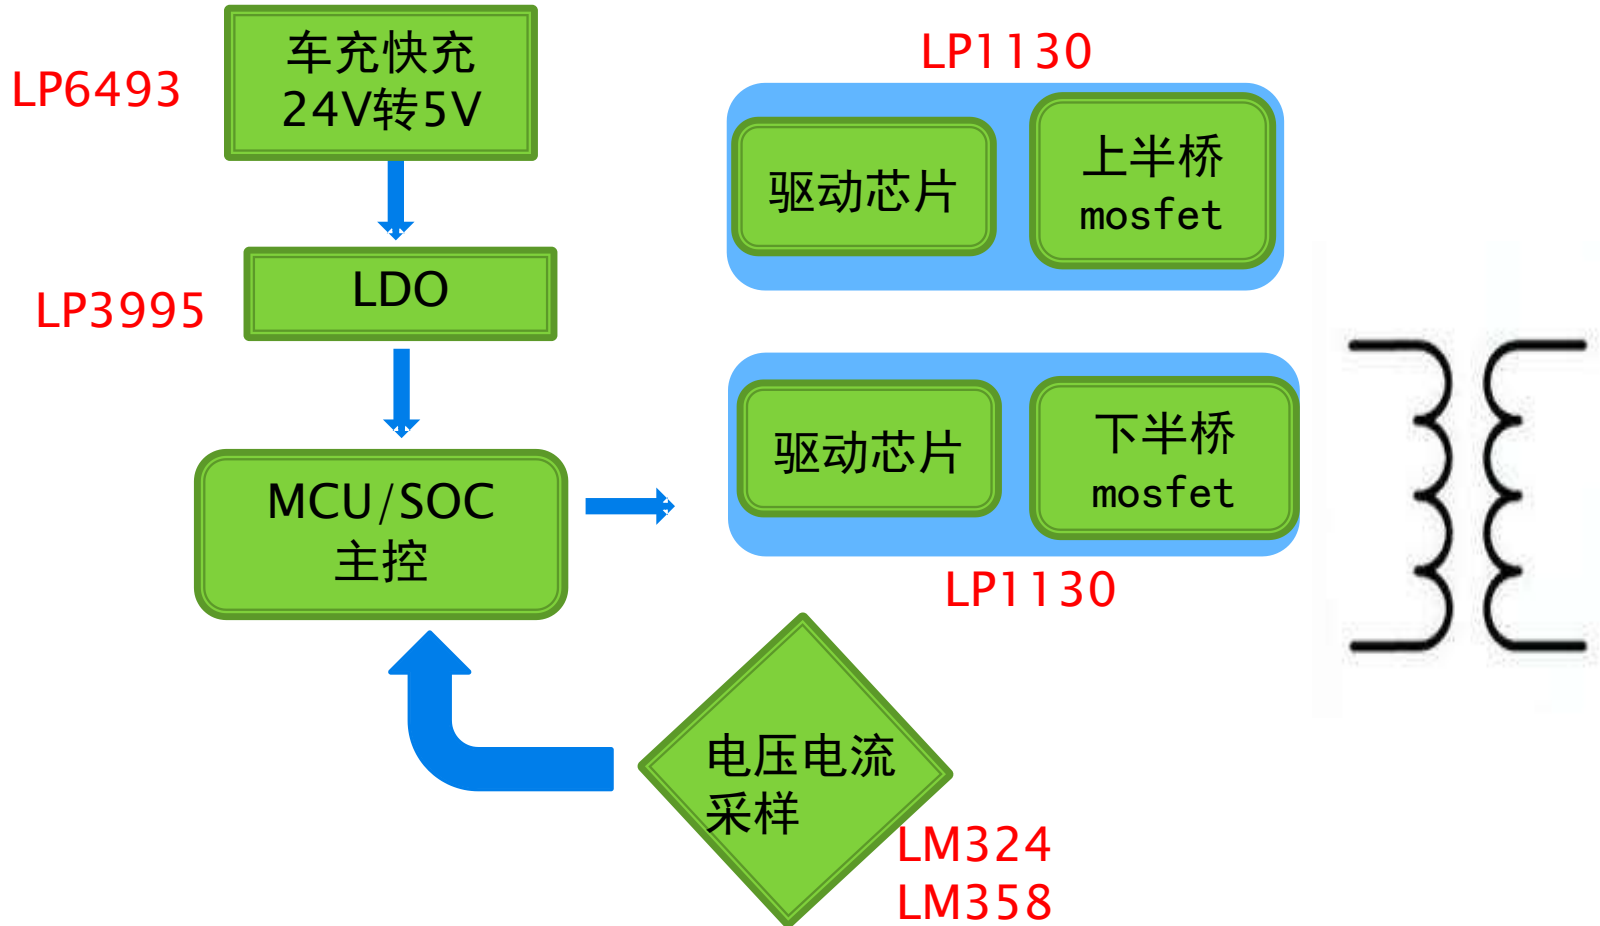 LP6493
车充快充
24V转5V
LP3995
LDO
MCU/SOC
主控
LP1130
驱动芯片
上半桥
mosfet
驱动芯片
下半桥
mosfet
LP1130
电压电流
采样
LM324
LM358